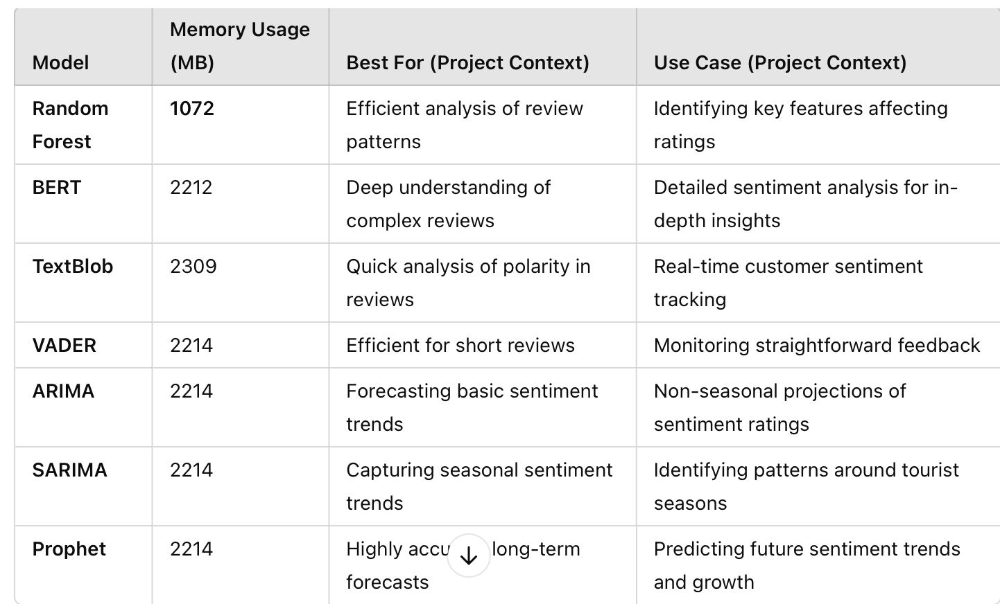 Model
Memory Usage
(MB)
Best For (Project Context)
Use Case (Project Context)
Random
Forest
1072
Efficient analysis of review
patterns
Identifying key features affecting
ratings
BERT
2212
Deep understanding of
complex reviews
Detailed sentiment analysis for in-
depth insights
TextBlob
2309
Quick analysis of polarity in
reviews
Real-time customer sentiment
tracking
VADER
2214
Efficient for short reviews
Monitoring straightforward feedback
ARIMA
2214
Forecasting basic sentiment
trends
Non-seasonal projections of
sentiment ratings
SARIMA
2214
Capturing seasonal sentiment
trends
Identifying patterns around tourist
seasons
Prophet
2214
Highly long-term
forecasts
Predicting future sentiment trends
and growth